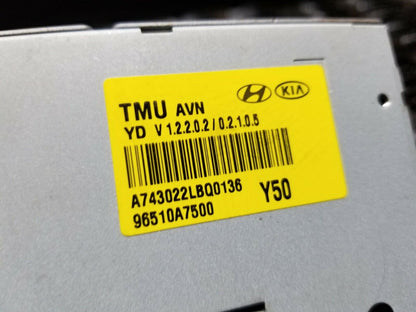 TMU AVN KIA
YD V 1.2.2.0.2 / 0.2.1.0.5
A743022LBQ0136 Y50
96510A7500